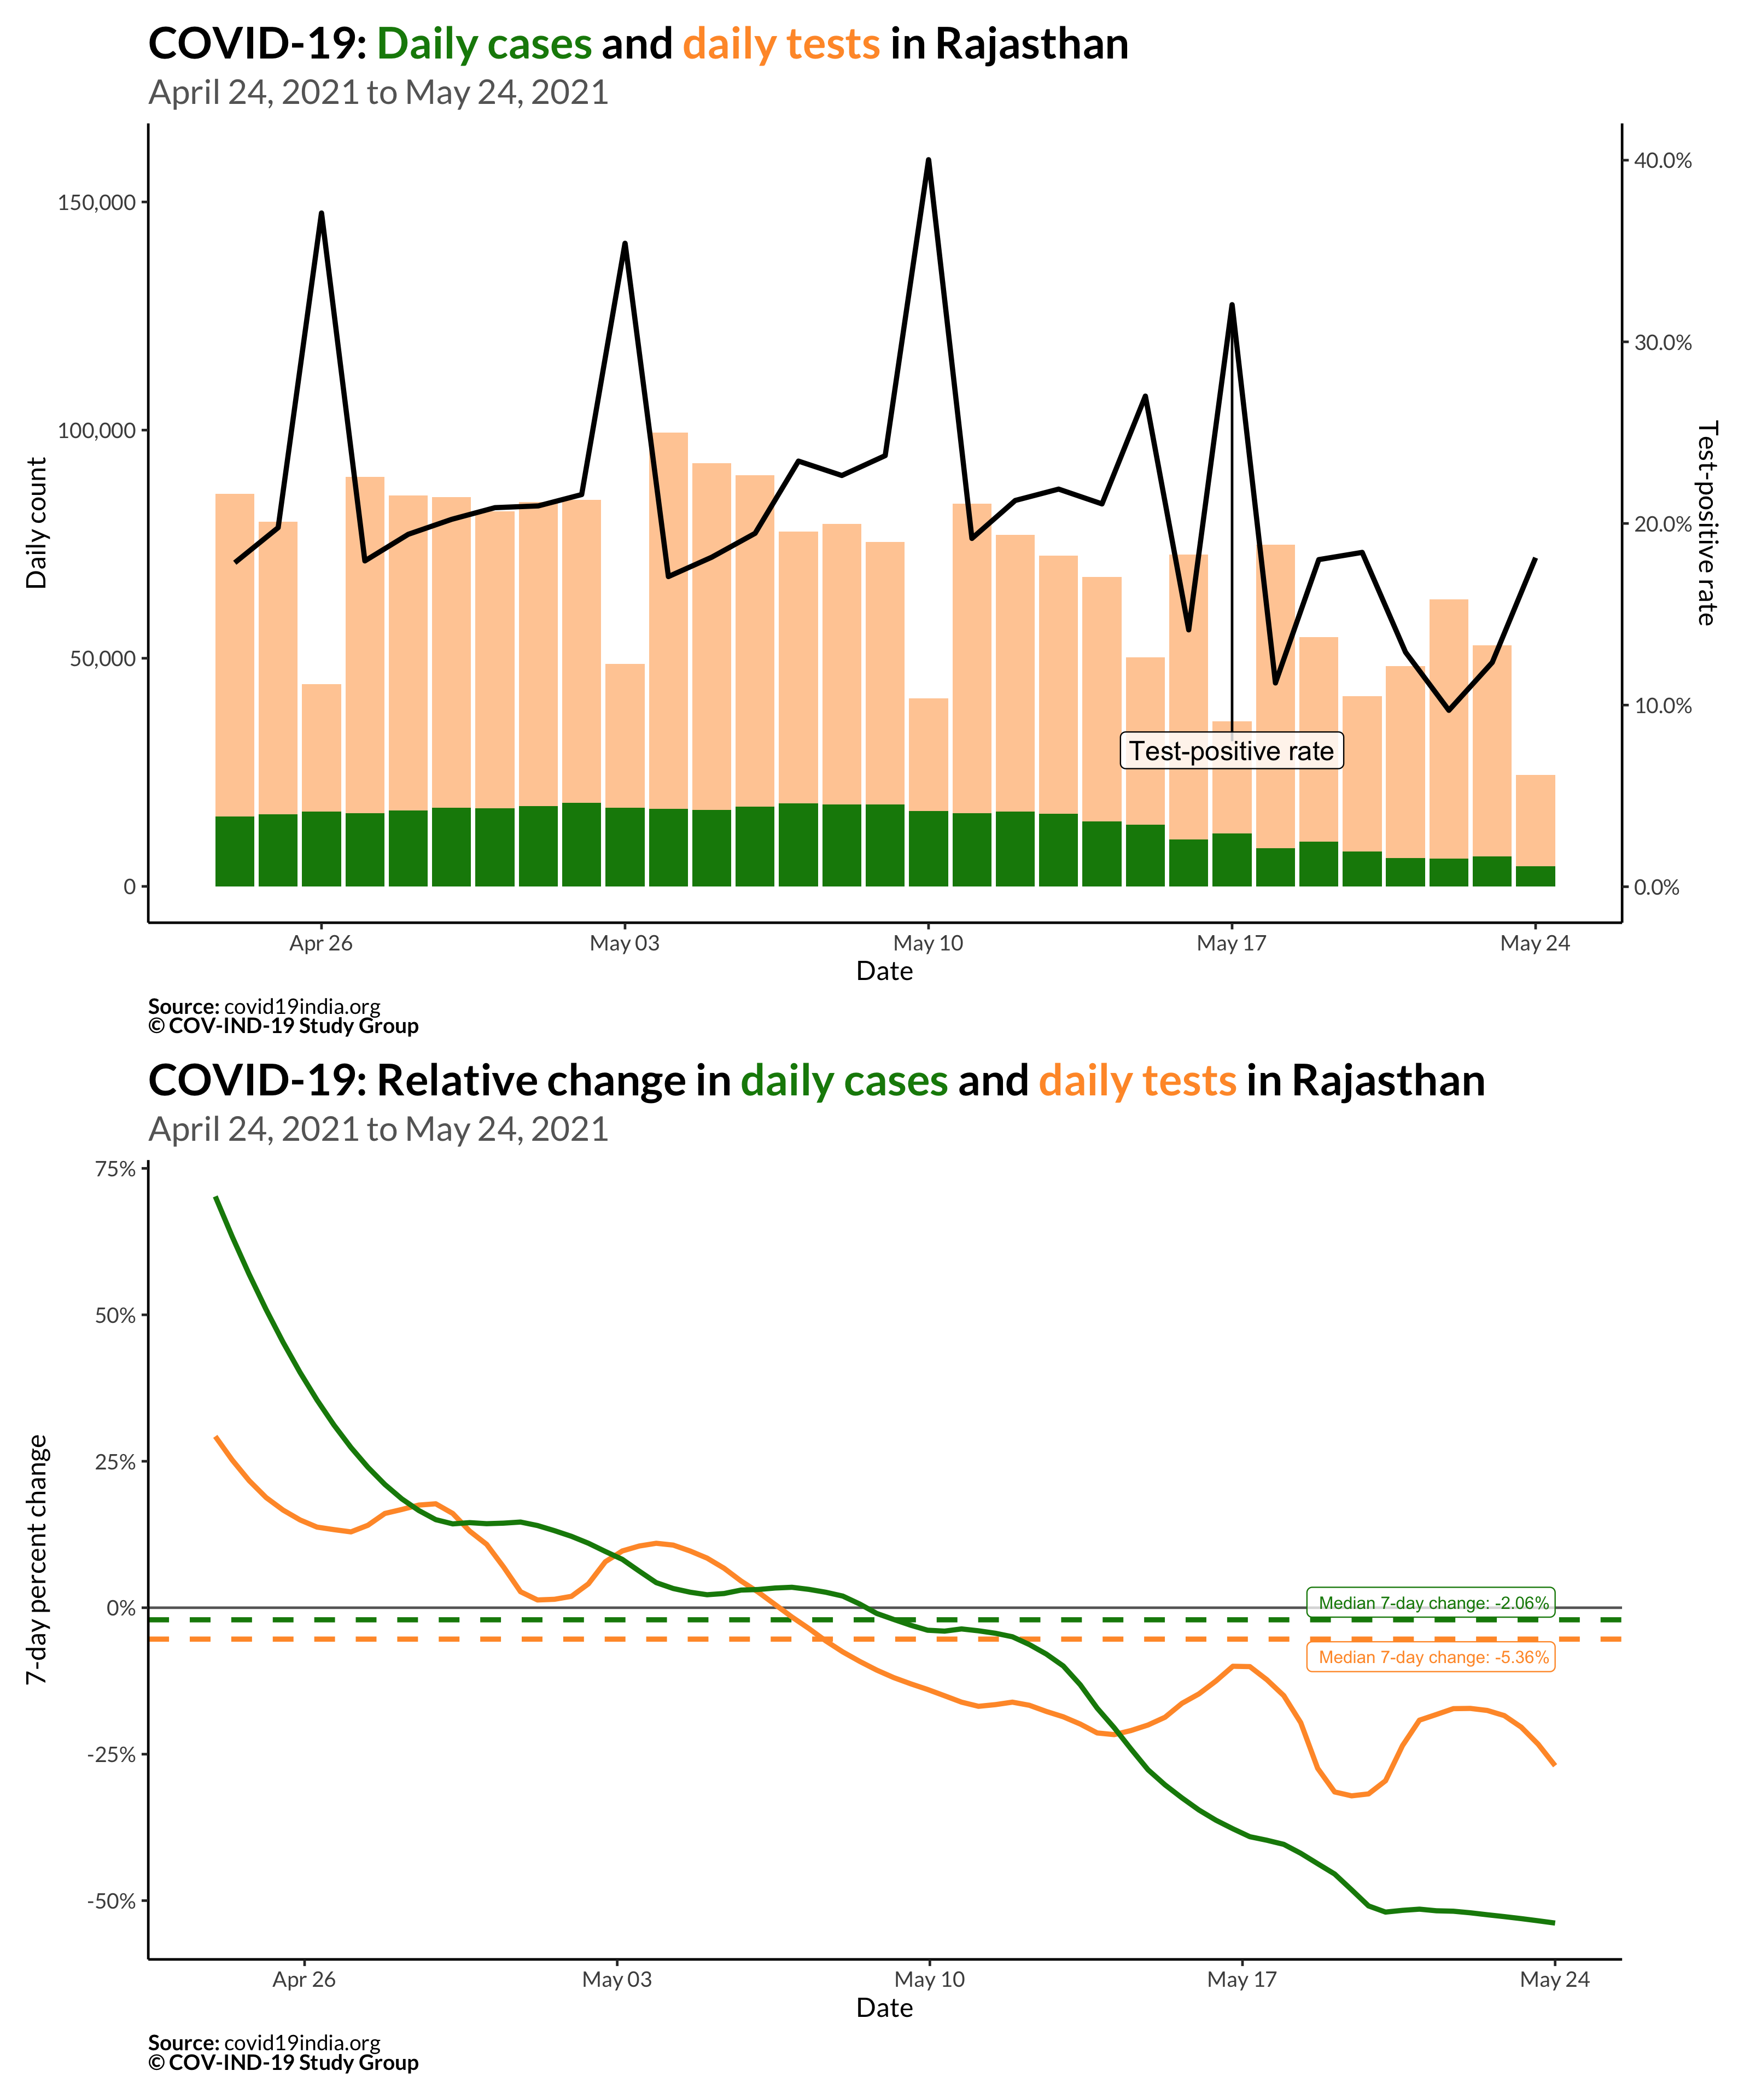 COVID-19: Daily cases and daily tests in Rajasthan
April 24, 2021 to May 24, 2021
150,000
100,000
50,000
0
Daily count
40.0%
30.0%
20.0%
10.0%
0.0%
Test-positive rate
Test-positive rate
Apr 26
May 03
May 10
May 17
May 24
Date
Source: covid19india.org
© COV-IND-19 Study Group
COVID-19: Relative change in daily cases and daily tests in Rajasthan
April 24, 2021 to May 24, 2021
75%
50%
25%
0%
-25%
-50%
7-day percent change
Median 7-day change: -2.06%
Median 7-day change: -5.36%
Apr 26
May 03
May 10
May 17
May 24
Date
Source: covid19india.org
© COV-IND-19 Study Group